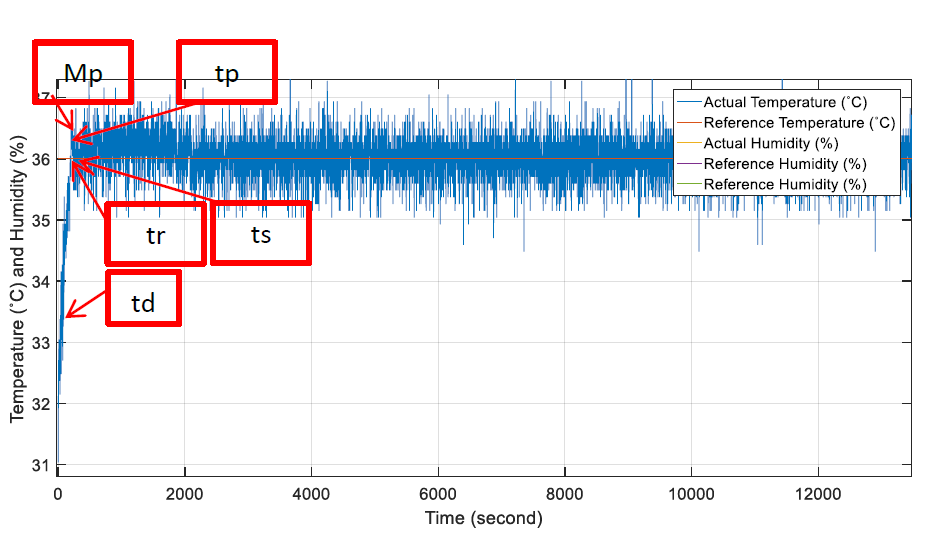 Mp
tp
37
36
35
34
33
32
31
Temperature (˚C) and Humidity (%)
Actual Temperature (˚C)
Reference Temperature (˚C)
Actual Humidity (%)
Reference Humidity (%)
Reference Humidity (%)
tr
ts
td
0
2000
4000
6000
8000
10000
12000
Time (second)